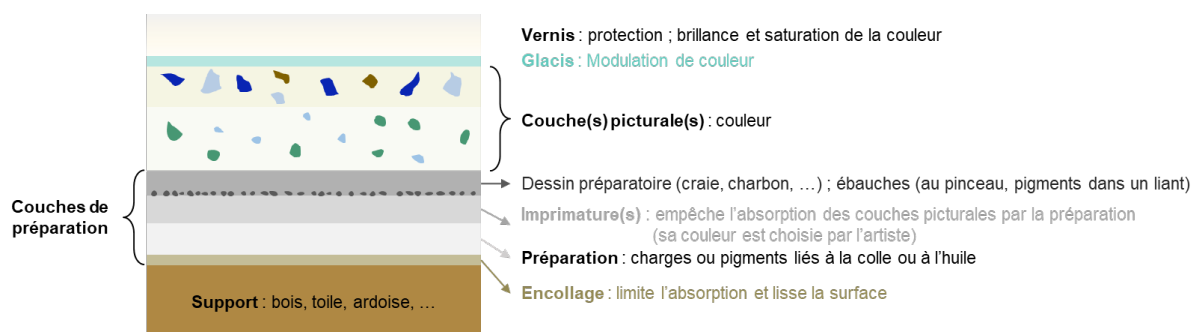 Vernis : protection ; brillance et saturation de la couleur
Glacis : Modulation de couleur
Couche(s) picturale(s) : couleur
Couches de
préparation
Dessin préparatoire (craie, charbon, …) ; ébauches (au pinceau, pigments dans un liant)
Imprimature(s) : empêche l'absorption des couches picturales par la préparation
(sa couleur est choisie par l'artiste)
Préparation : charges ou pigments liés à la colle ou à l'huile
Encollage : limite l'absorption et lisse la surface
Support : bois, toile, ardoise, …